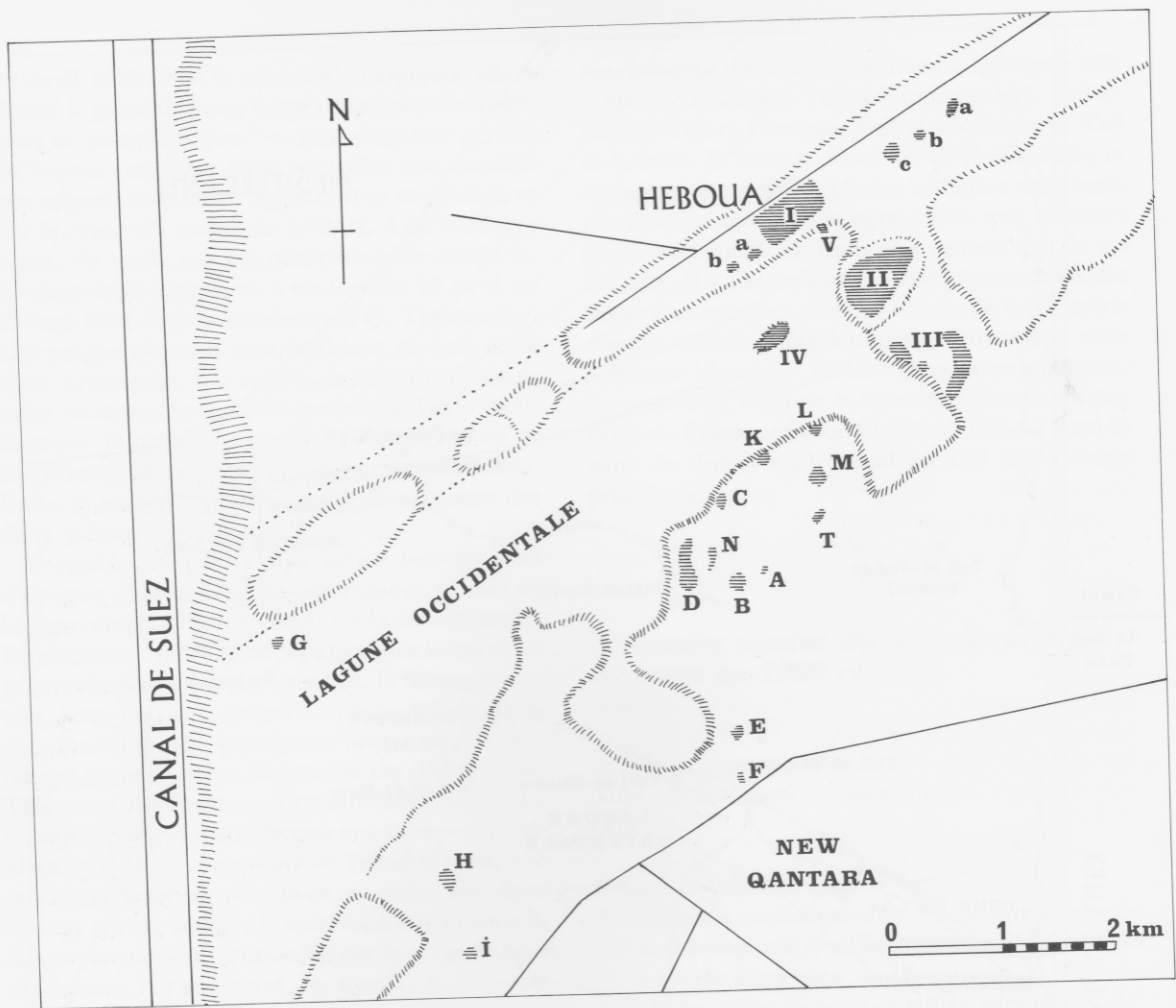 N
HEBOUA
I
a
b
c
a
b
V
II
III
IV
L
K
M
C
T
N
A
D
B
G
E
F
H
İ
CANAL DE SUEZ
LAGUNE OCCIDENTALE
NEW
QANTARA
0 1 2 km